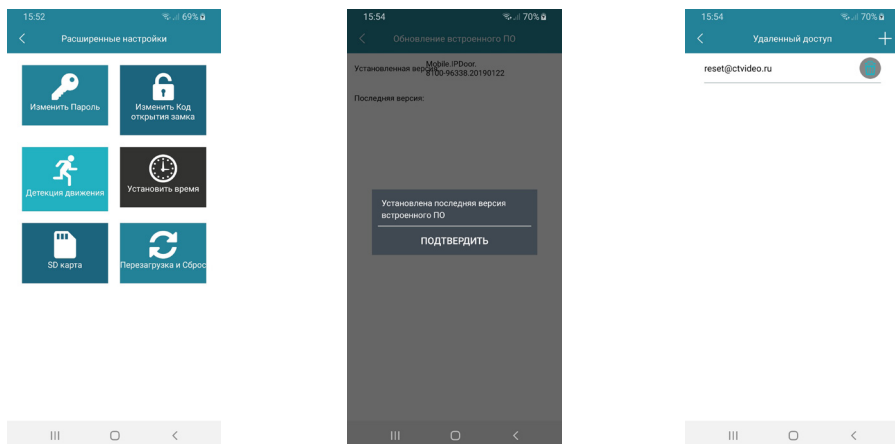 15:52
69%
Расширенные настройки
Изменить Пароль
Изменить Код
открытия замка
Детекция движения
Установить время
SD карта
Перезагрузка и Сброс
15:54
70%
Обновление встроенного ПО
Установленная версия:
Mobile.IPDoor.
8100-96338.20190122
Последняя версия:
Установлена последняя версия
встроенного ПО
ПОДТВЕРДИТЬ
15:54
70%
Удаленный доступ
reset@ctvideo.ru